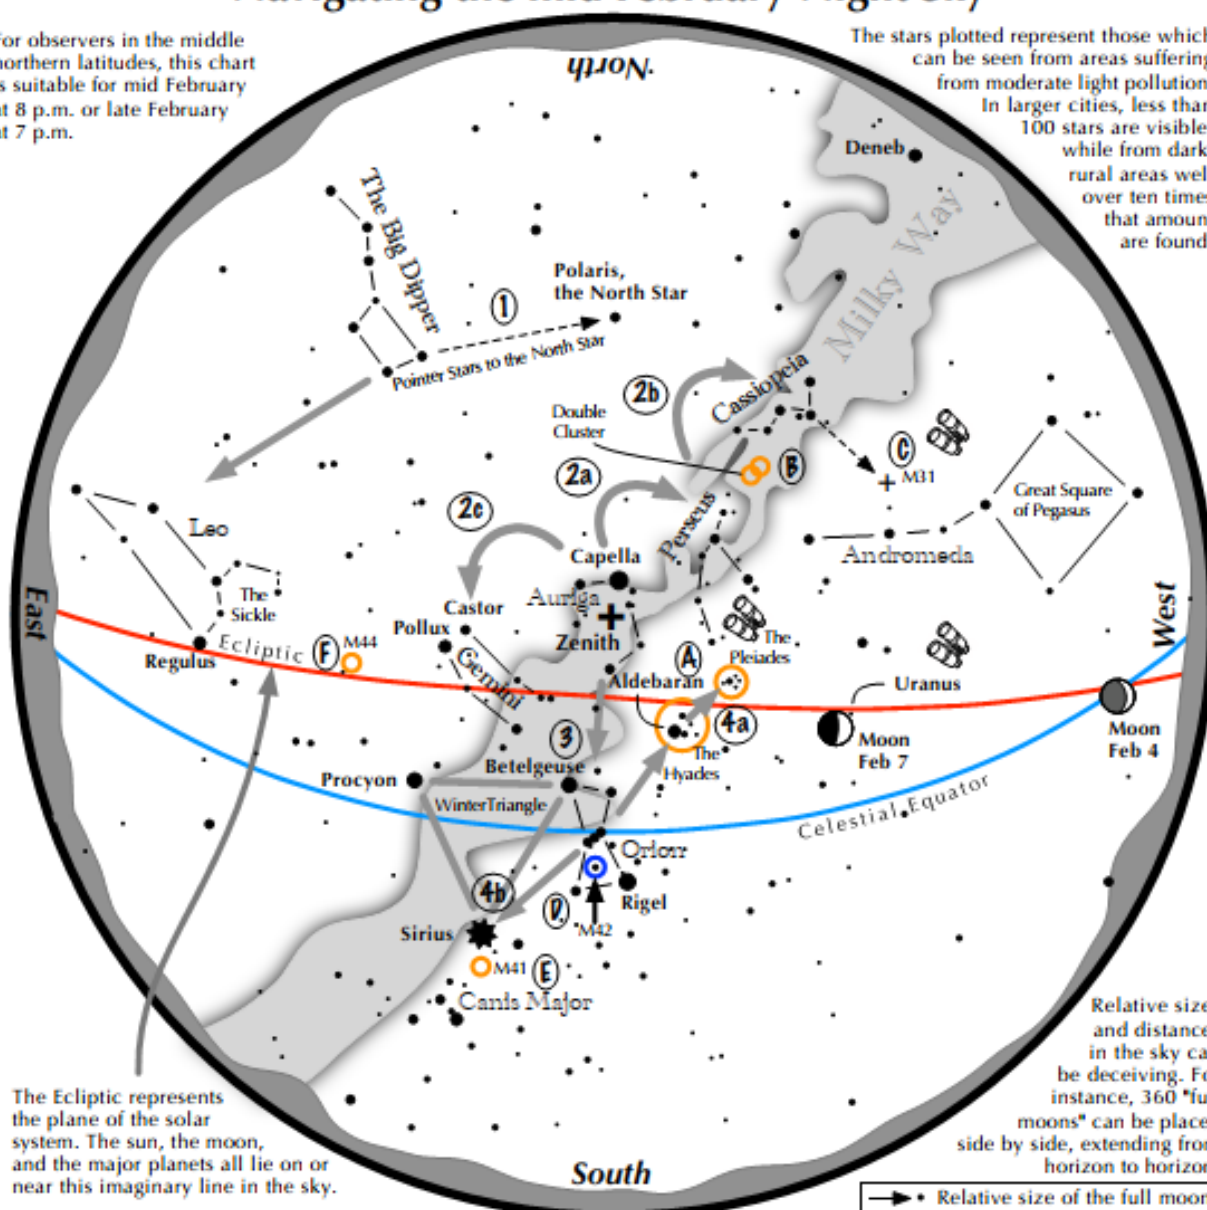 Navigating the mid February Night Sky
For observers in the middle
northern latitudes, this chart
is suitable for mid February
at 8 p.m. or late February
at 7 p.m.
The stars plotted represent those which
can be seen from areas suffering
from moderate light pollution
In larger cities, less than
100 stars are visible
while from dark
rural areas well
over ten times
that amount
are found
North
Deneb
Milky Way
The Big Dipper
Polaris,
the North Star
1
Pointer Stars to the North Star
2b
Cassiopeia
Double
Cluster
B
C
M31
Great Square
of Pegasus
2a
2c
Perseus
Leo
Andromeda
Capella
The
Sickle
East
Auriga
Castor
Pollux
Zenith
West
The
Pleiades
A
Regulus
Ecliptic
F
M44
Gemini
Aldebaran
Uranus
4a
3
Moon
Feb 7
Moon
Feb 4
The
Hyades
Betelgeuse
Procyon
WinterTriangle
Celestial Equator
Orion
4b
D
Rigel
M42
Sirius
M41
E
Canis Major
The Ecliptic represents
the plane of the solar
system. The sun, the moon,
and the major planets all lie on or
near this imaginary line in the sky.
Relative size
and distance
in the sky ca
be deceiving. Fo
instance, 360 "fu
moons" can be place
side by side, extending fro
horizon to horizon
South
Relative size of the full moon